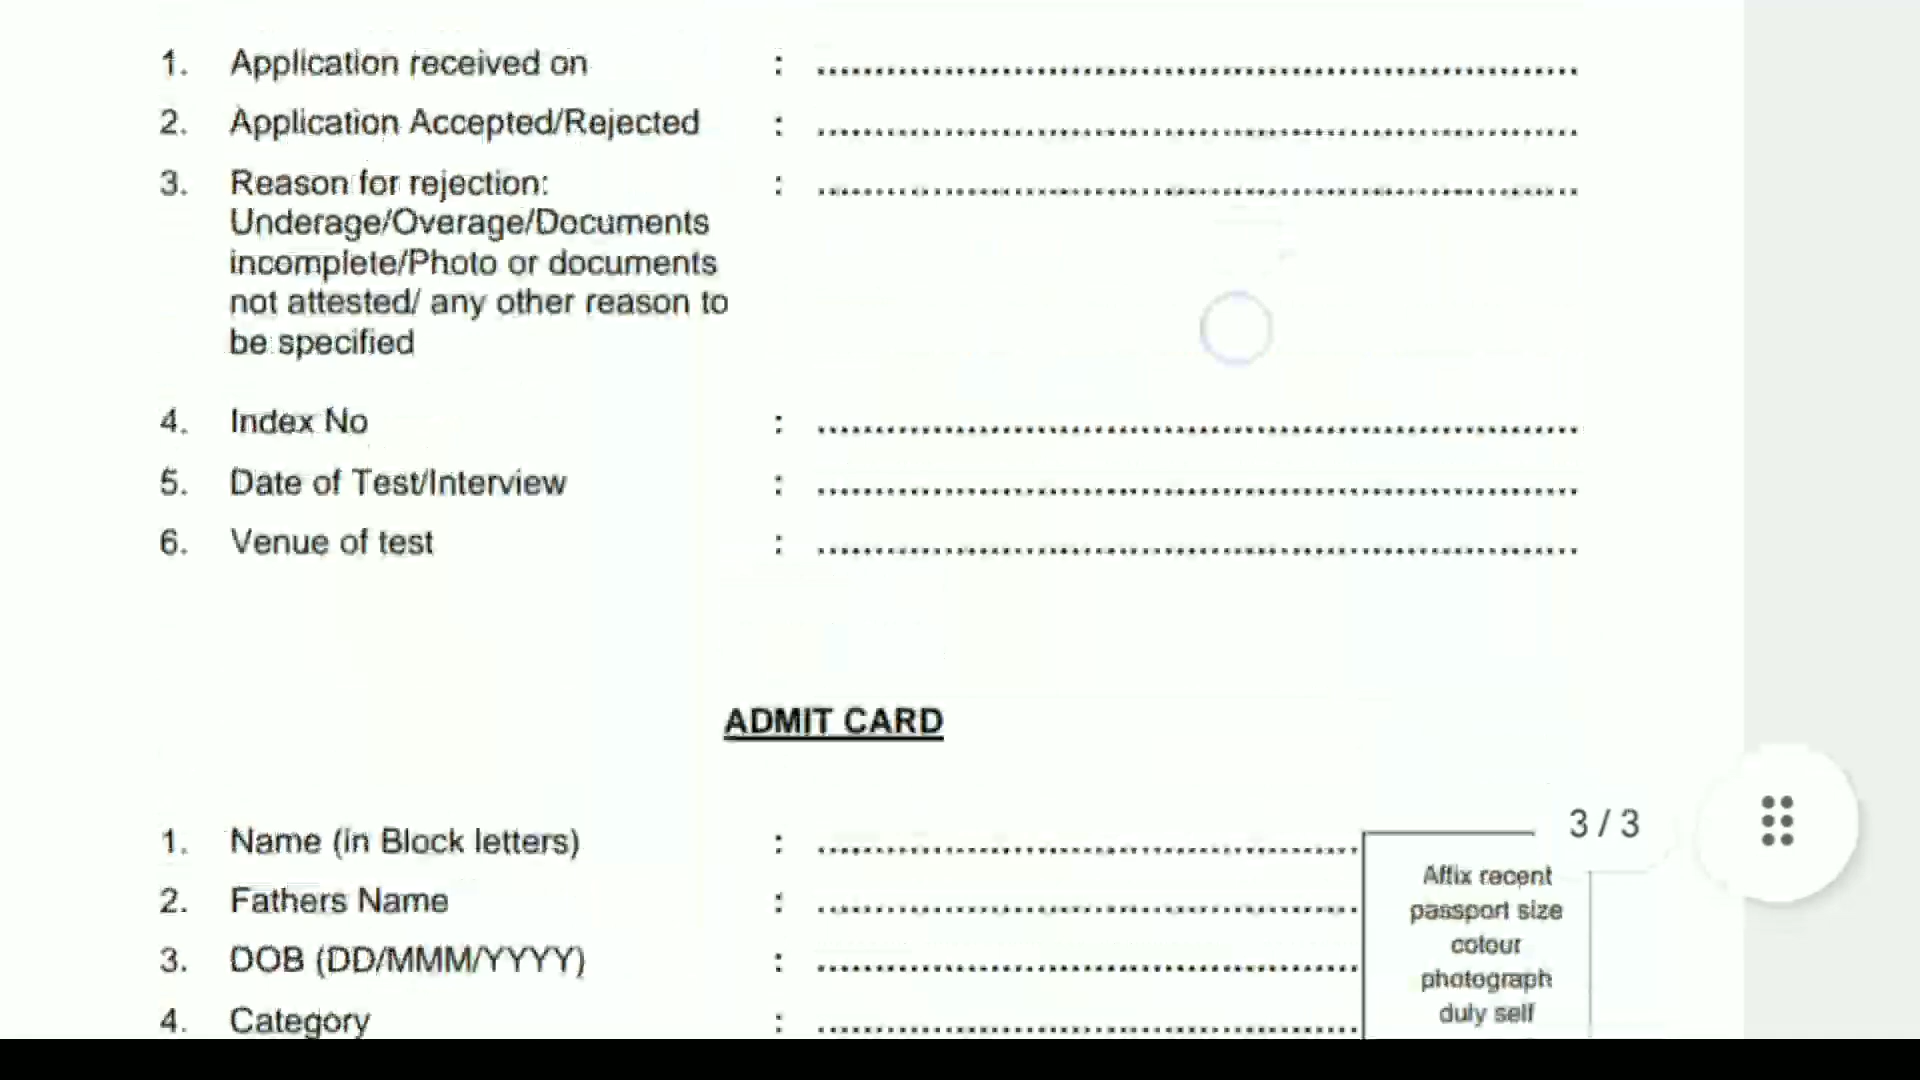 1. Application received on : ................................................................
2. Application Accepted/Rejected : ................................................................
3. Reason for rejection: : ................................................................
Underage/Overage/Documents
incomplete/Photo or documents
not attested/ any other reason to
be specified
4. Index No : ................................................................
5. Date of Test/Interview : ................................................................
6. Venue of test : ................................................................
ADMIT CARD
1. Name (in Block letters) : ..............................................
2. Fathers Name : ..............................................
3. DOB (DD/MMM/YYYY) : ..............................................
4. Category : ..............................................
3 / 3
Affix recent
passport size
colour
photograph
duly self